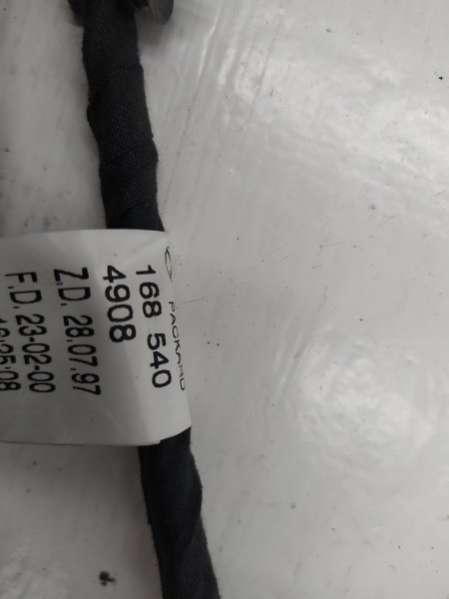 PACKARD
168 540
4908
Z.D. 28.07.97
F.D. 23-02-00